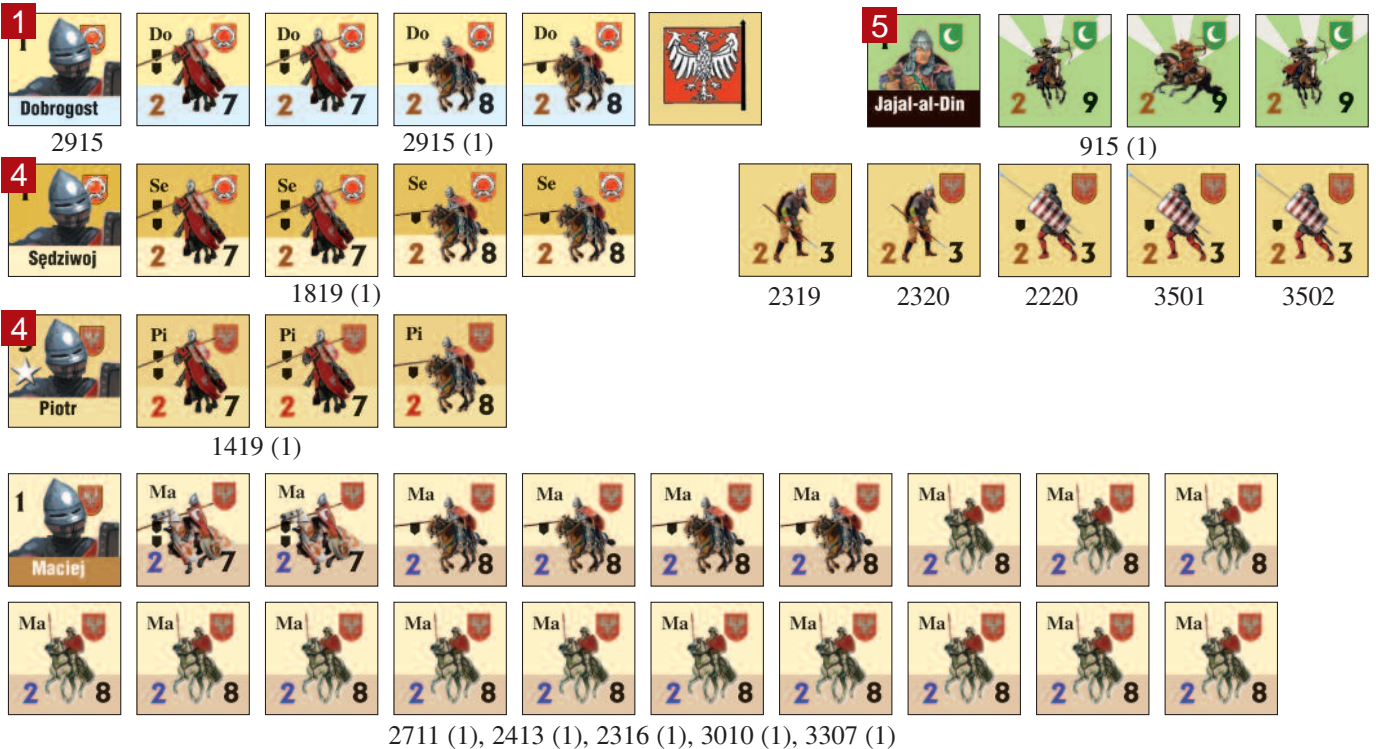 1 Do Do Do Do 5
Dobrogost 2 7 2 7 2 8 2 8 Jajal-al-Din 2 9 2 9 2 9
2915 2915 (1) 915 (1)
4 Se Se Se Se
Sędziwoj 2 7 2 7 2 8 2 8 2 3 2 3 2 3 2 3 2 3
1819 (1) 2319 2320 2220 3501 3502
4 Pi Pi Pi
Piotr 2 7 2 7 2 8
1419 (1)
1 Ma Ma Ma Ma Ma Ma Ma Ma Ma
Maciej 2 7 2 7 2 8 2 8 2 8 2 8 2 8 2 8 2 8
Ma Ma Ma Ma Ma Ma Ma Ma Ma Ma
2 8 2 8 2 8 2 8 2 8 2 8 2 8 2 8 2 8 2 8
2711 (1), 2413 (1), 2316 (1), 3010 (1), 3307 (1)